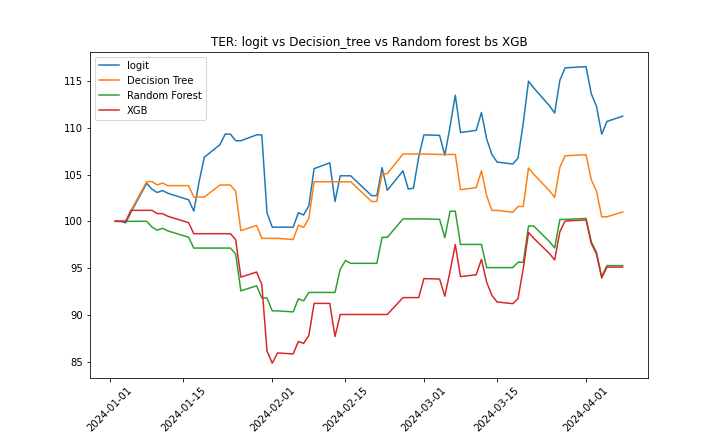 TER: logit vs Decision_tree vs Random forest bs XGB
logit
Decision Tree
Random Forest
XGB
115
110
105
100
95
90
85
2024-01-01
2024-01-15
2024-02-01
2024-02-15
2024-03-01
2024-03-15
2024-04-01